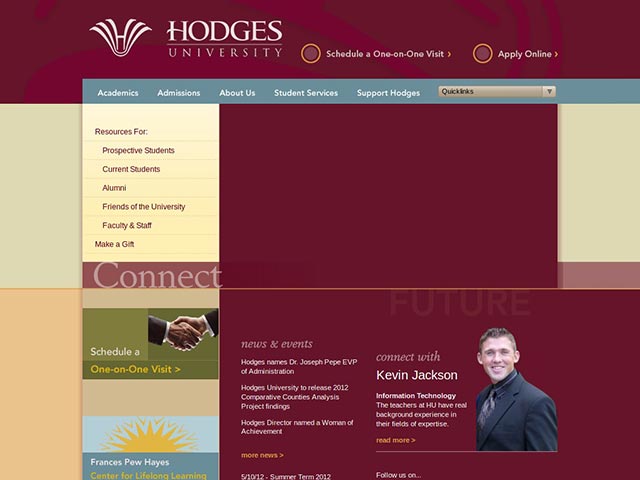 HODGES
UNIVERSITY
Schedule a One-on-One Visit ›
Apply Online ›
Academics
Admissions
About Us
Student Services
Support Hodges
Quicklinks
Resources For:
Prospective Students
Current Students
Alumni
Friends of the University
Faculty & Staff
Make a Gift
Connect
FUTURE
Schedule a
One-on-One Visit >
Frances Pew Hayes
Center for Lifelong Learning
news & events
Hodges names Dr. Joseph Pepe EVP
of Administration
Hodges University to release 2012
Comparative Counties Analysis
Project findings
Hodges Director named a Woman of
Achievement
more news >
5/10/12 - Summer Term 2012
connect with
Kevin Jackson
Information Technology
The teachers at HU have real
background experience in
their fields of expertise.
read more >
Follow us on...